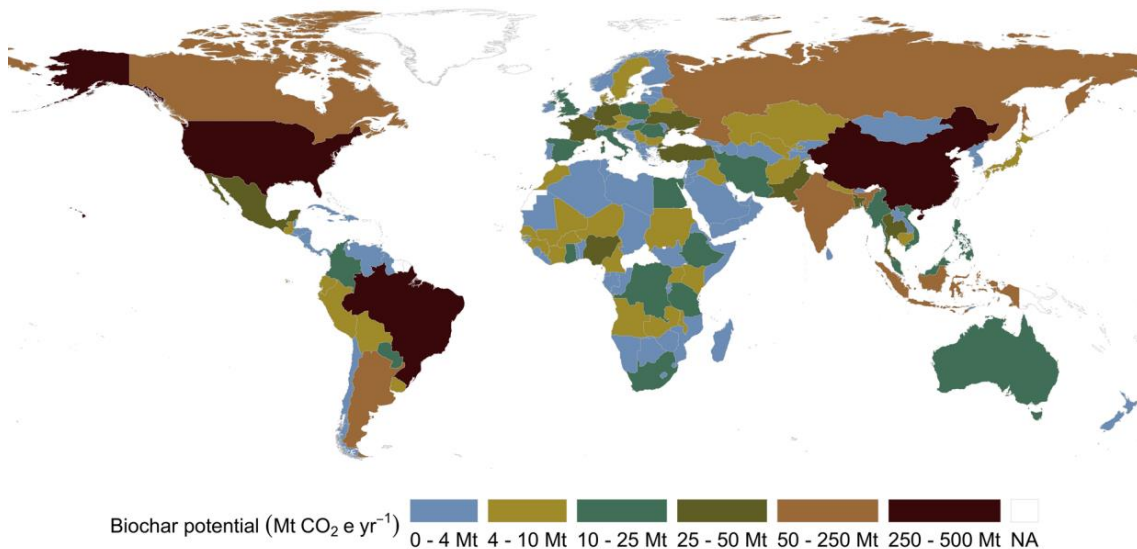 Biochar potential (Mt CO₂ e yr⁻¹)
0 - 4 Mt 4 - 10 Mt 10 - 25 Mt 25 - 50 Mt 50 - 250 Mt 250 - 500 Mt NA